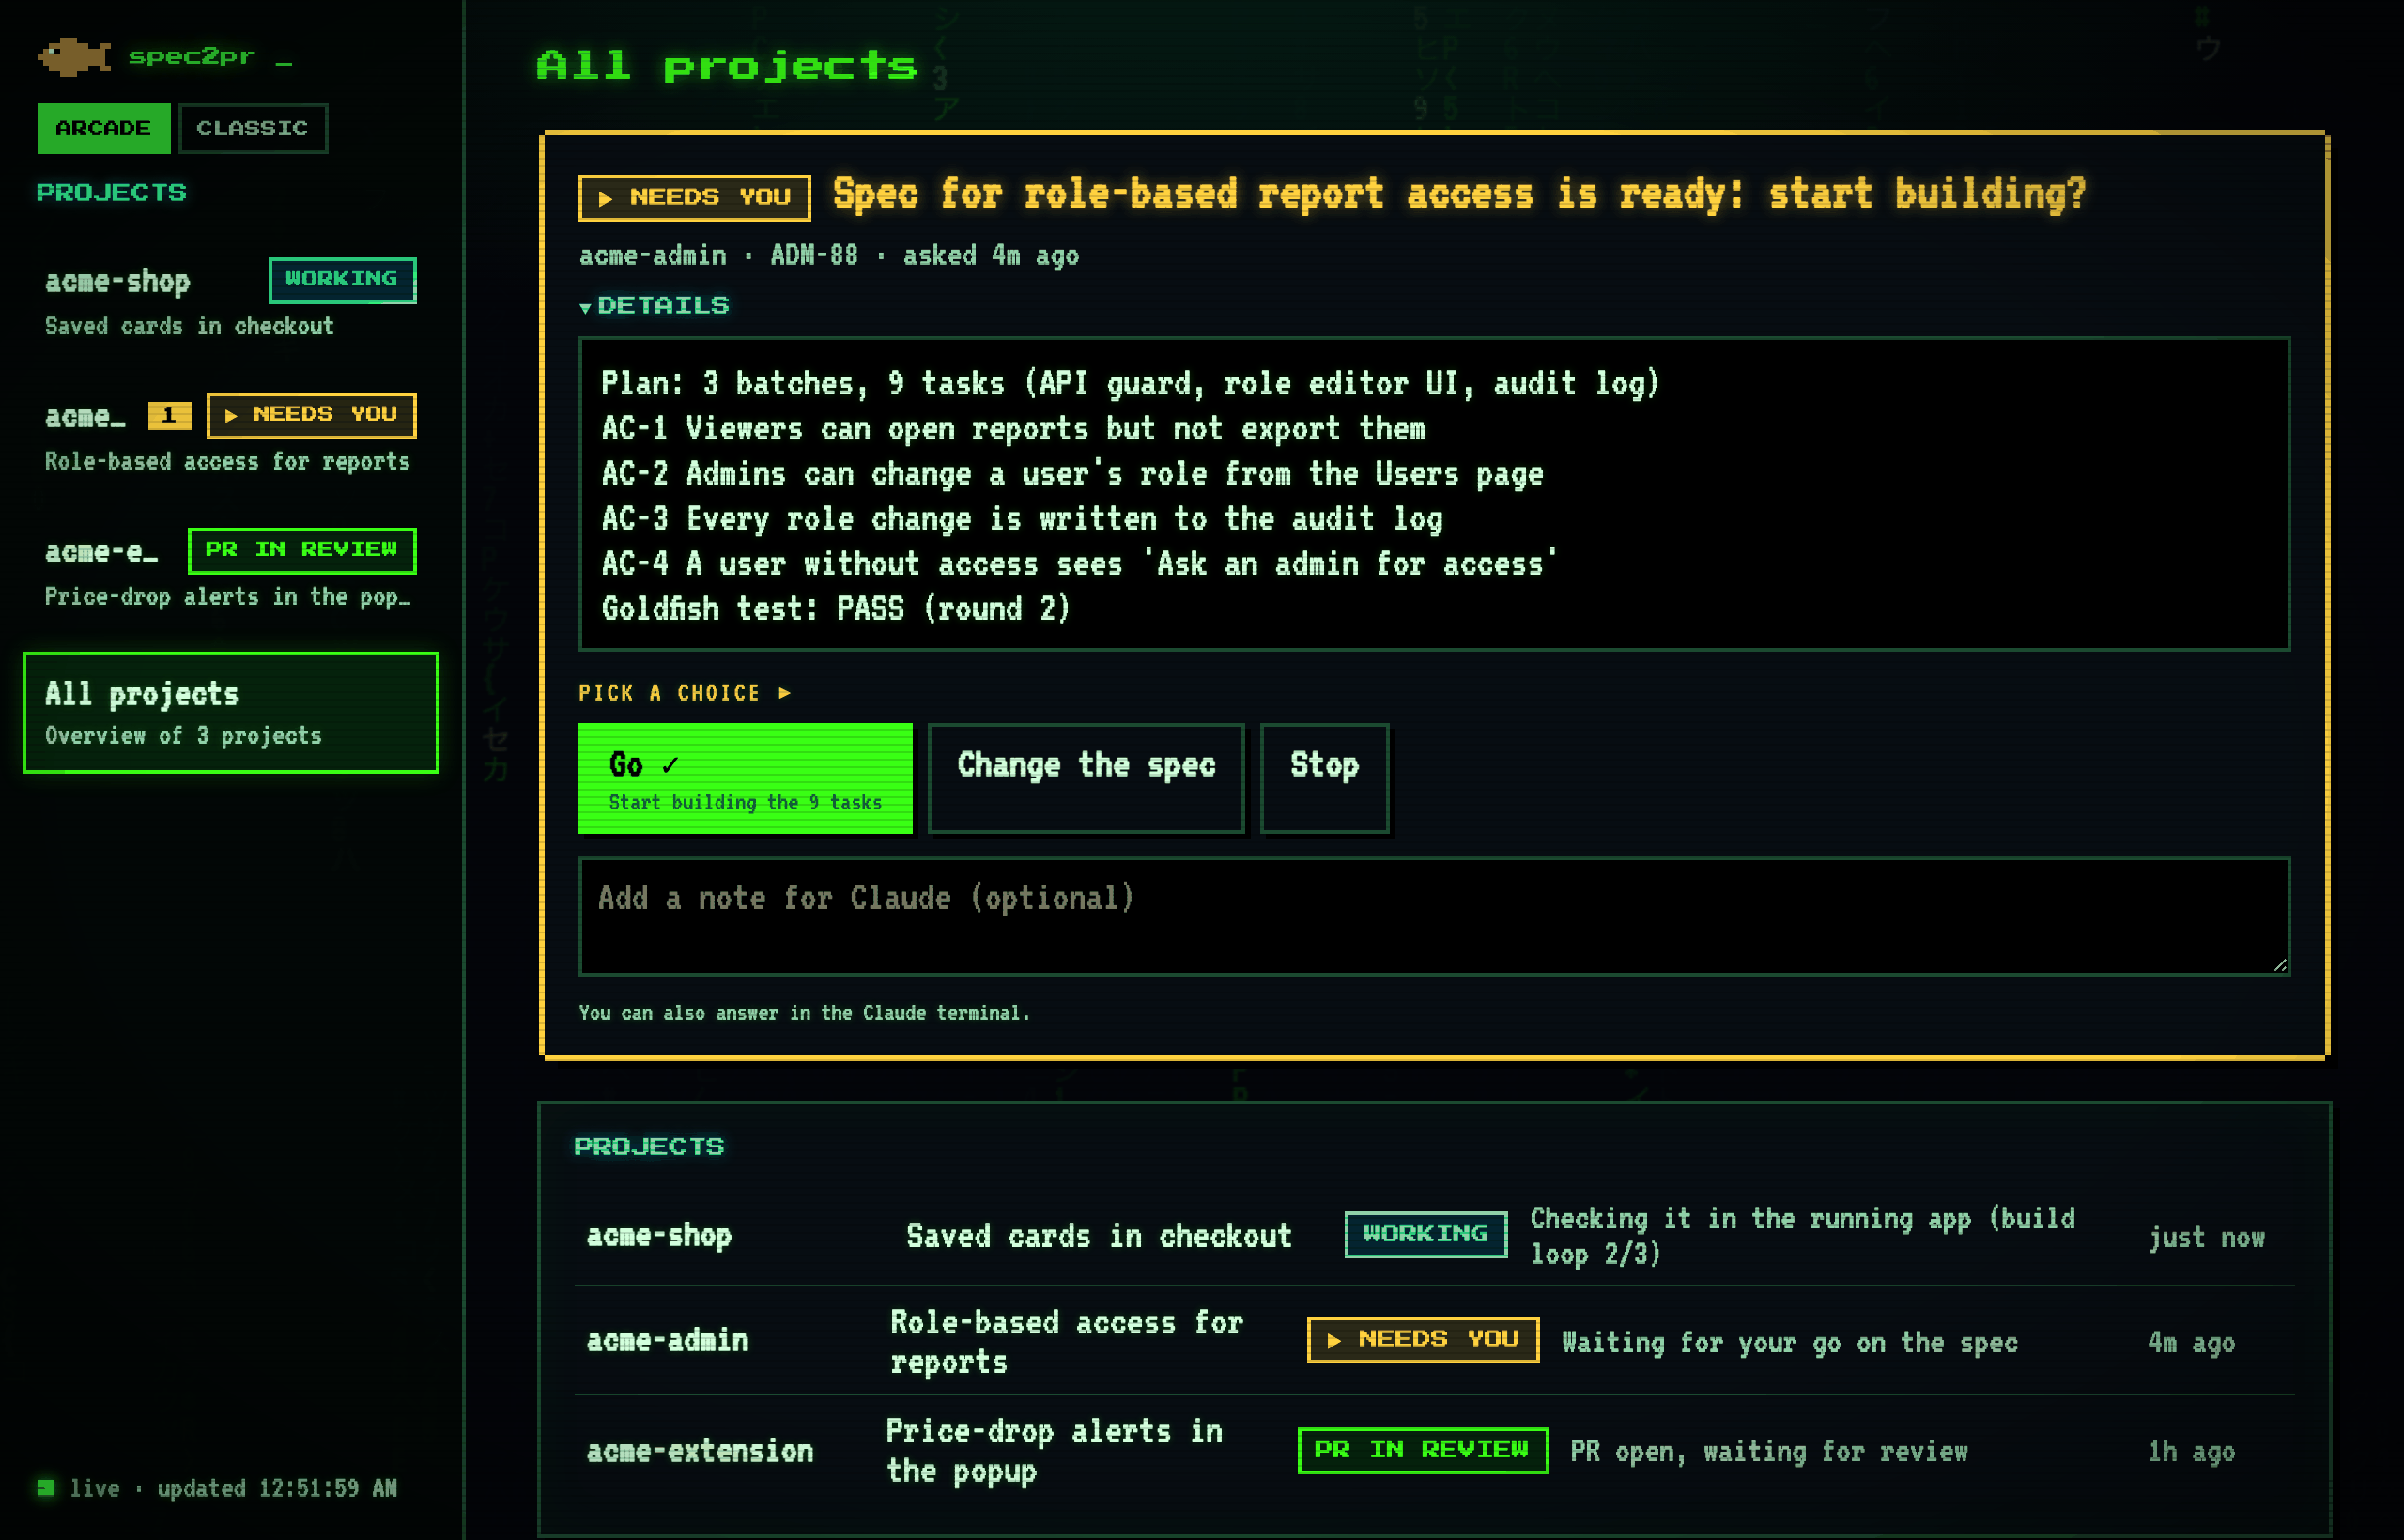 spec2pr _
ARCADE
CLASSIC
PROJECTS
acme-shop
WORKING
Saved cards in checkout
acme…
1
▶ NEEDS YOU
Role-based access for reports
acme-e…
PR IN REVIEW
Price-drop alerts in the pop…
All projects
Overview of 3 projects
live · updated 12:51:59 AM
All projects
▶ NEEDS YOU
Spec for role-based report access is ready: start building?
acme-admin · ADM-88 · asked 4m ago
▼ DETAILS
Plan: 3 batches, 9 tasks (API guard, role editor UI, audit log)
AC-1 Viewers can open reports but not export them
AC-2 Admins can change a user's role from the Users page
AC-3 Every role change is written to the audit log
AC-4 A user without access sees 'Ask an admin for access'
Goldfish test: PASS (round 2)
PICK A CHOICE ▶
Go ✓
Start building the 9 tasks
Change the spec
Stop
Add a note for Claude (optional)
You can also answer in the Claude terminal.
PROJECTS
acme-shop
Saved cards in checkout
WORKING
Checking it in the running app (build
loop 2/3)
just now
acme-admin
Role-based access for
reports
▶ NEEDS YOU
Waiting for your go on the spec
4m ago
acme-extension
Price-drop alerts in
the popup
PR IN REVIEW
PR open, waiting for review
1h ago